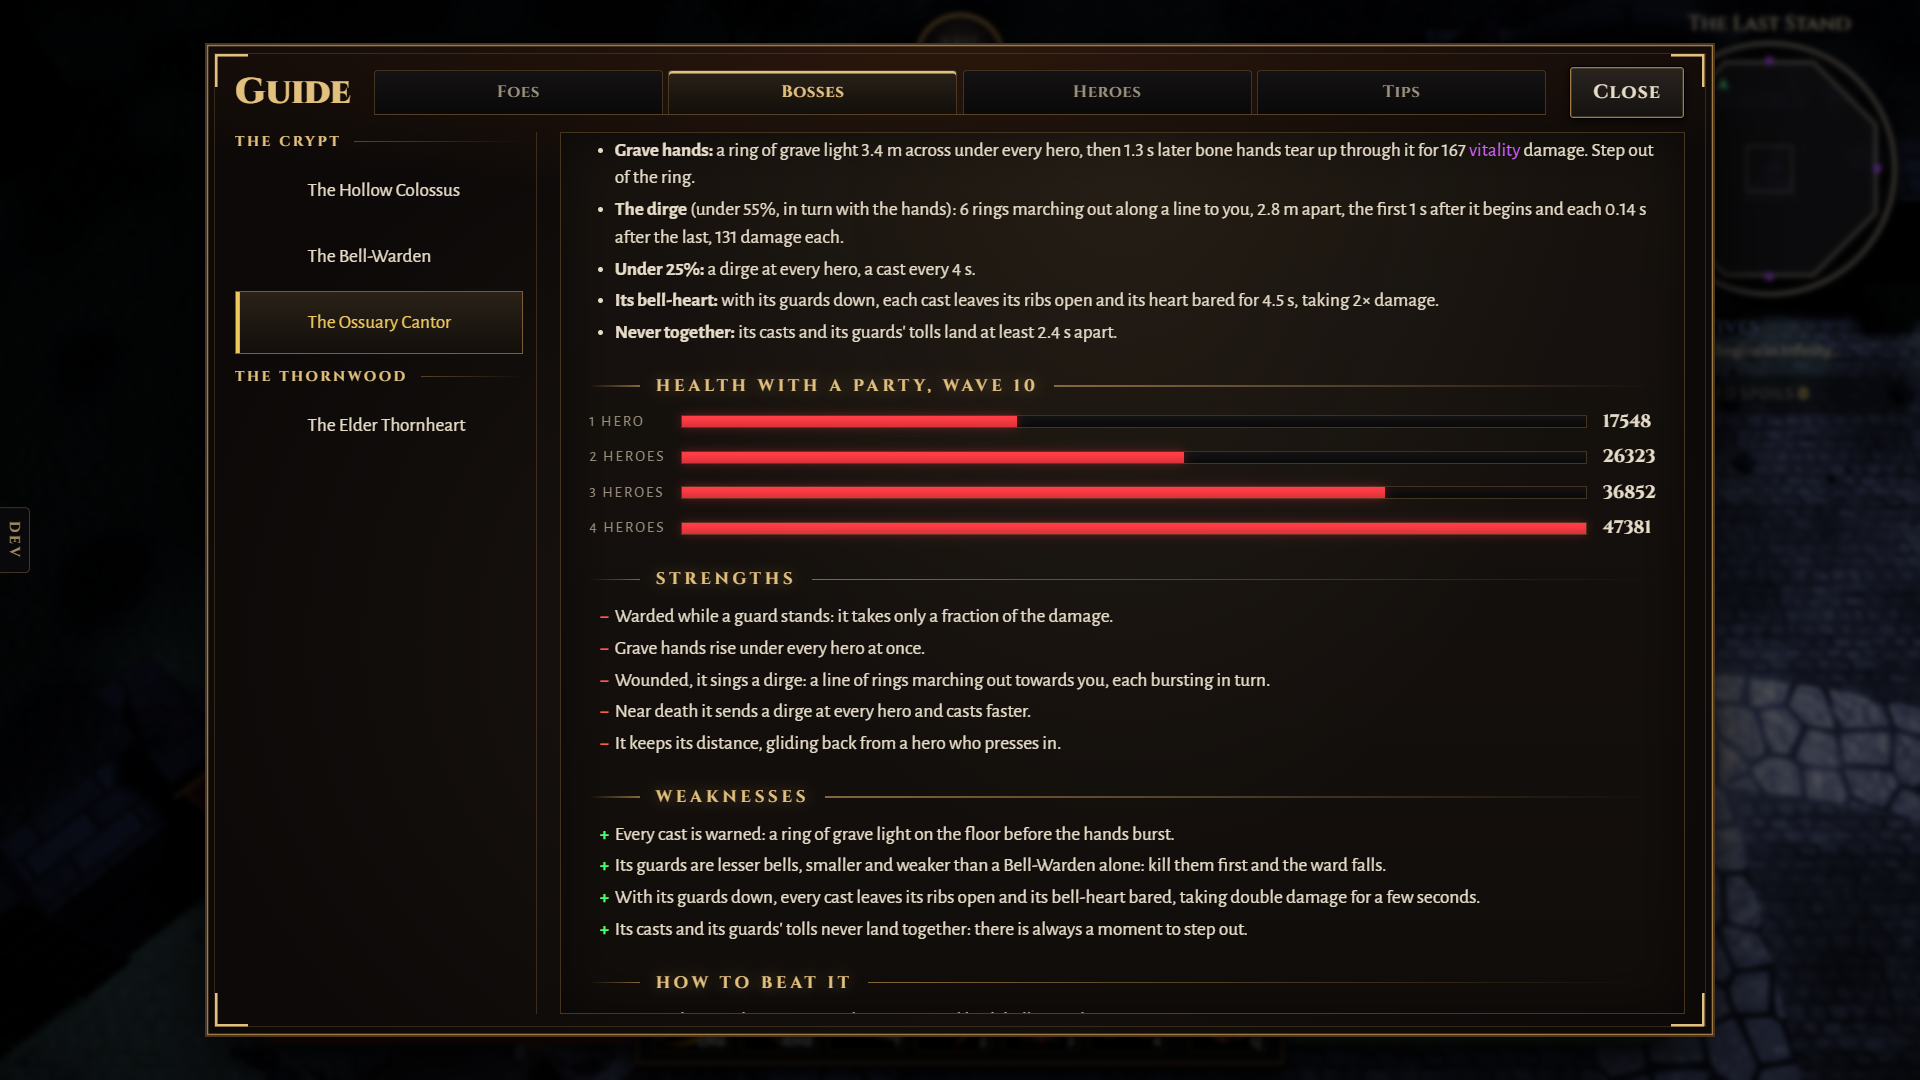 THE LAST STAND
GUIDE
FOES
BOSSES
HEROES
TIPS
CLOSE
THE CRYPT
The Hollow Colossus
The Bell-Warden
The Ossuary Cantor
THE THORNWOOD
The Elder Thornheart
DEV
• Grave hands: a ring of grave light 3.4 m across under every hero, then 1.3 s later bone hands tear up through it for 167 vitality damage. Step out
of the ring.
• The dirge (under 55%, in turn with the hands): 6 rings marching out along a line to you, 2.8 m apart, the first 1 s after it begins and each 0.14 s
after the last, 131 damage each.
• Under 25%: a dirge at every hero, a cast every 4 s.
• Its bell-heart: with its guards down, each cast leaves its ribs open and its heart bared for 4.5 s, taking 2× damage.
• Never together: its casts and its guards' tolls land at least 2.4 s apart.
HEALTH WITH A PARTY, WAVE 10
1 HERO 17548
2 HEROES 26323
3 HEROES 36852
4 HEROES 47381
STRENGTHS
– Warded while a guard stands: it takes only a fraction of the damage.
– Grave hands rise under every hero at once.
– Wounded, it sings a dirge: a line of rings marching out towards you, each bursting in turn.
– Near death it sends a dirge at every hero and casts faster.
– It keeps its distance, gliding back from a hero who presses in.
WEAKNESSES
+ Every cast is warned: a ring of grave light on the floor before the hands burst.
+ Its guards are lesser bells, smaller and weaker than a Bell-Warden alone: kill them first and the ward falls.
+ With its guards down, every cast leaves its ribs open and its bell-heart bared, taking double damage for a few seconds.
+ Its casts and its guards' tolls never land together: there is always a moment to step out.
HOW TO BEAT IT